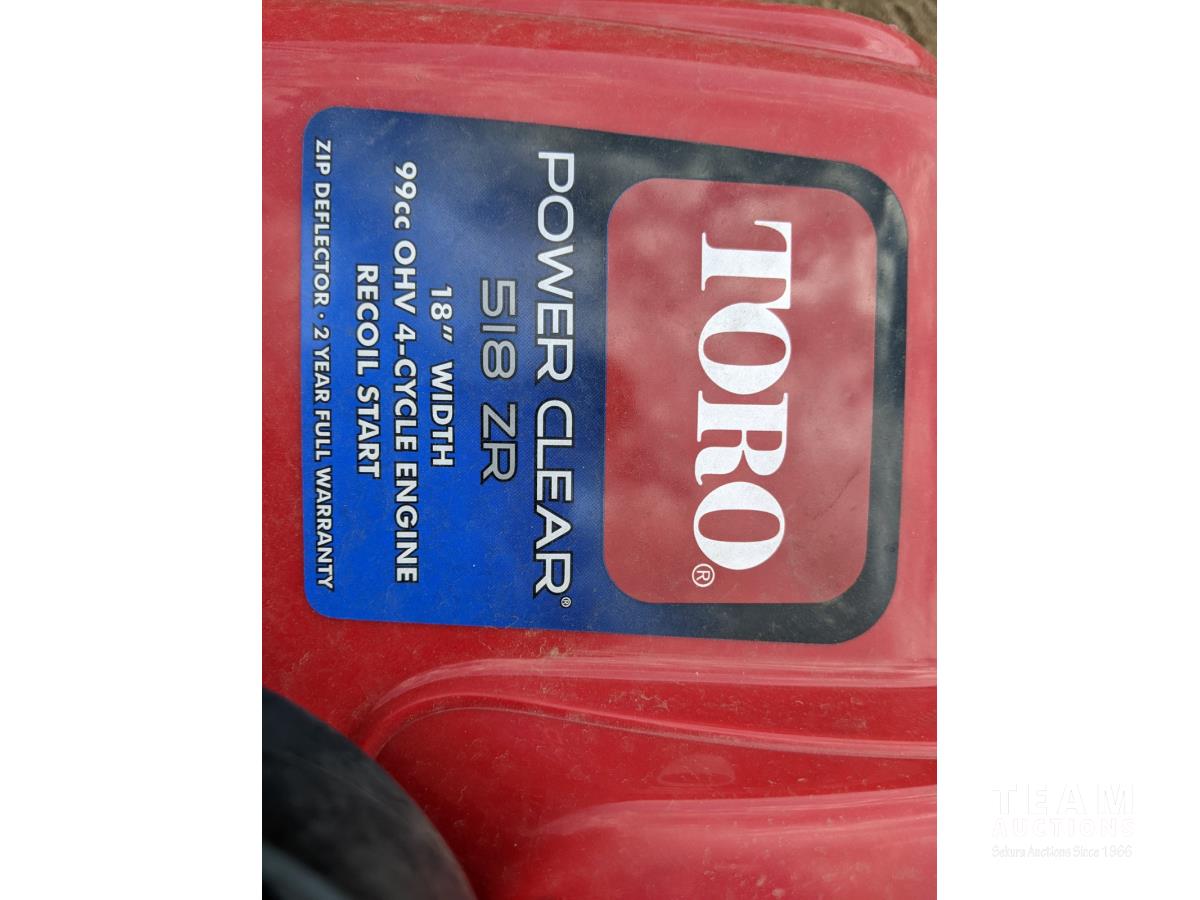 TORO®
POWER CLEAR®
518 ZR
18" WIDTH
99cc OHV 4-CYCLE ENGINE
RECOIL START
ZIP DEFLECTOR · 2 YEAR FULL WARRANTY
TEAM
AUCTIONS
Sekura Auctions Since 1966